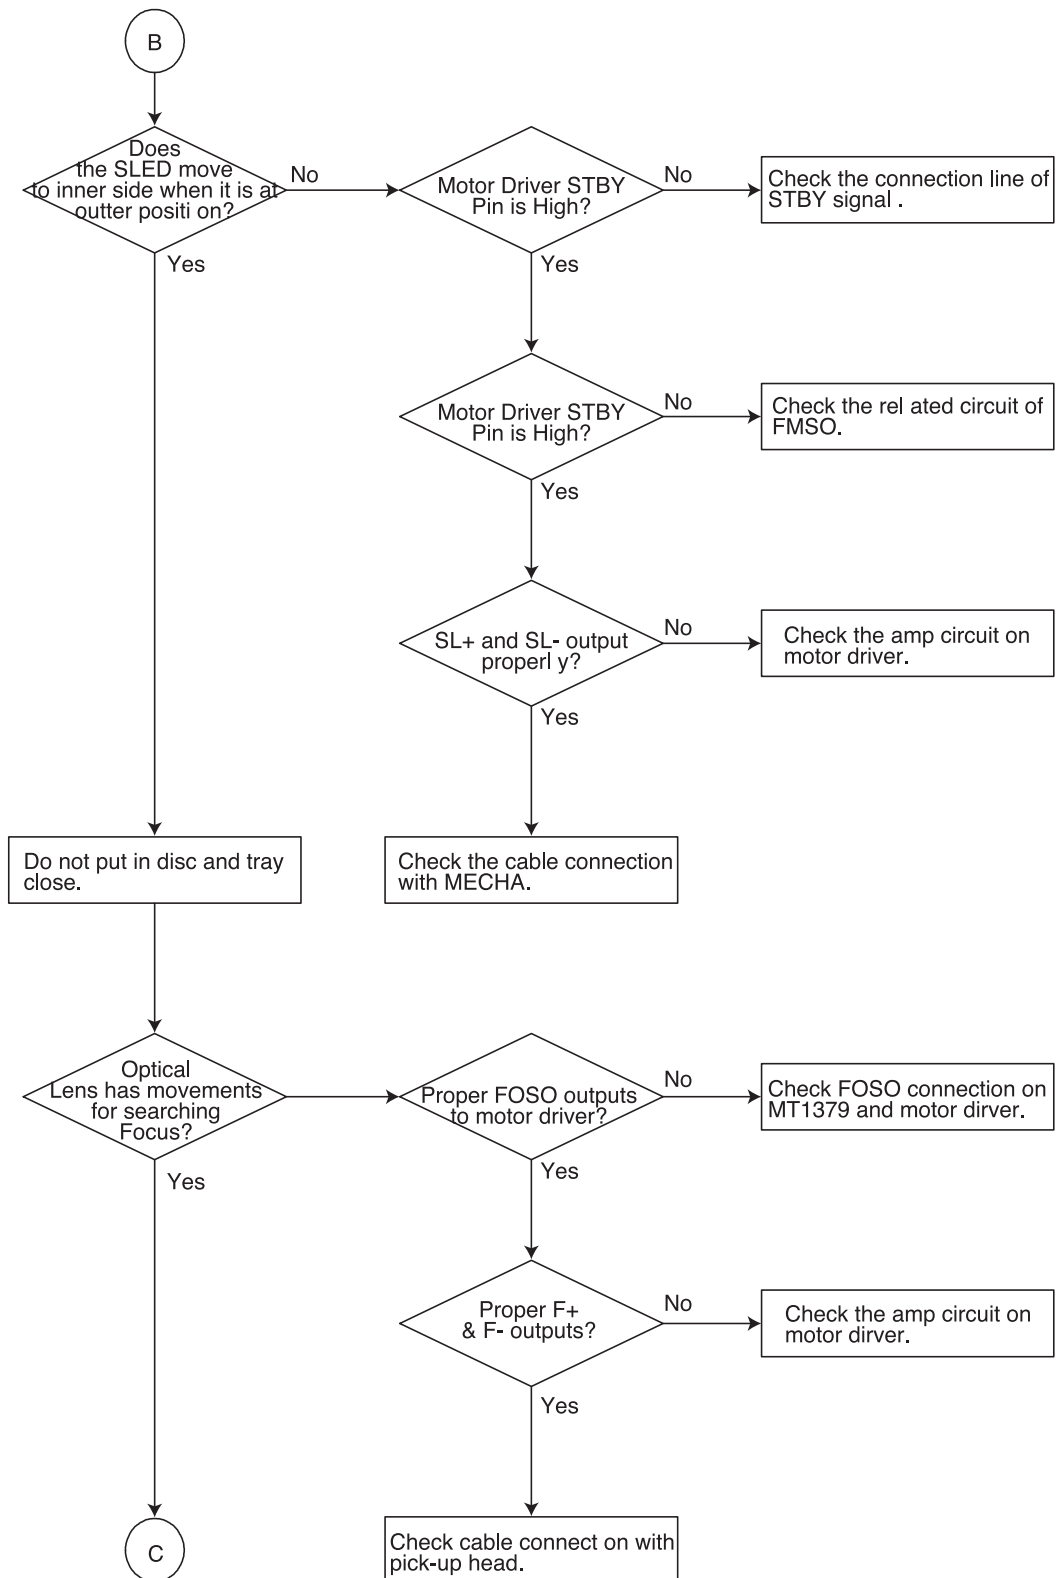 B
Does
the SLED move
to inner side when it is at
outter positi on?
No
Yes
Motor Driver STBY
Pin is High?
No
Yes
Check the connection line of
STBY signal .
Motor Driver STBY
Pin is High?
No
Yes
Check the rel ated circuit of
FMSO.
SL+ and SL- output
properl y?
No
Yes
Check the amp circuit on
motor driver.
Do not put in disc and tray
close.
Check the cable connection
with MECHA.
Optical
Lens has movements
for searching
Focus?
Yes
Proper FOSO outputs
to motor driver?
No
Yes
Check FOSO connection on
MT1379 and motor dirver.
Proper F+
& F- outputs?
No
Yes
Check the amp circuit on
motor dirver.
C
Check cable connect on with
pick-up head.